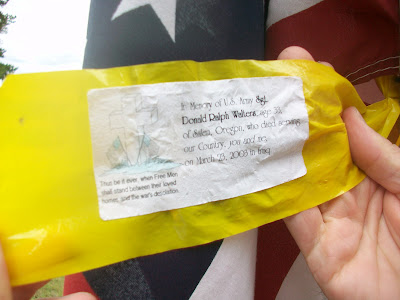 In Memory of U.S. Army Sgt.
Donald Ralph Walters, age
of Salem, Oregon, who died serving
our Country, you and me,
on March 23, 2003 in Iraq
Thus be it ever, when Free Men
shall stand between their loved
homes, and the war's desolation.